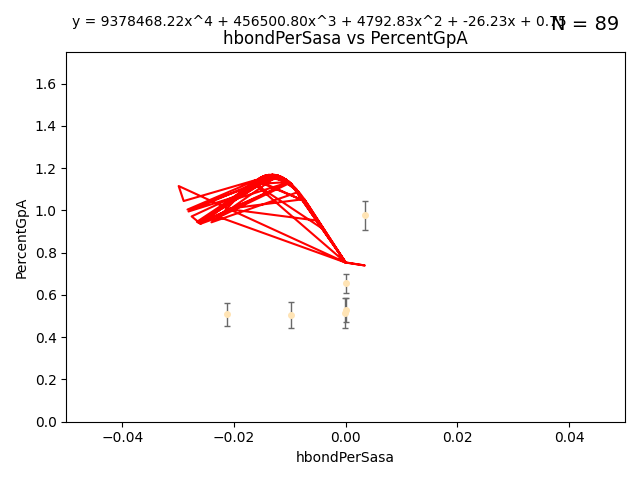 y = 9378468.22x^4 + 456500.80x^3 + 4792.83x^2 + -26.23x + 0.75
N = 89
hbondPerSasa vs PercentGpA
PercentGpA
1.6
1.4
1.2
1.0
0.8
0.6
0.4
0.2
0.0
−0.04
−0.02
0.00
0.02
0.04
hbondPerSasa